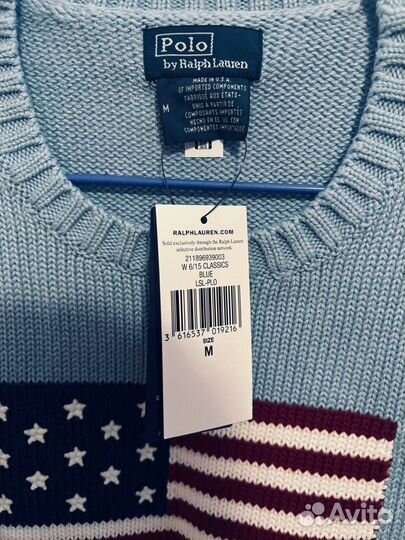 Polo
by Ralph Lauren
MADE IN U.S.A.
OF IMPORTED COMPONENTS
FABRIQUÉ AUX ÉTATS-
UNIS À PARTIR DE
COMPOSANTS IMPORTÉS
HECHO EN EE. UU. CON
COMPONENTES IMPORTADOS
M
RALPHLAUREN.COM
Sold exclusively through the Ralph Lauren
selective distribution network
211896939003
W 6/15 CLASSICS
BLUE
LSL-PLO
3 616537 019216
SIZE
M
Avito